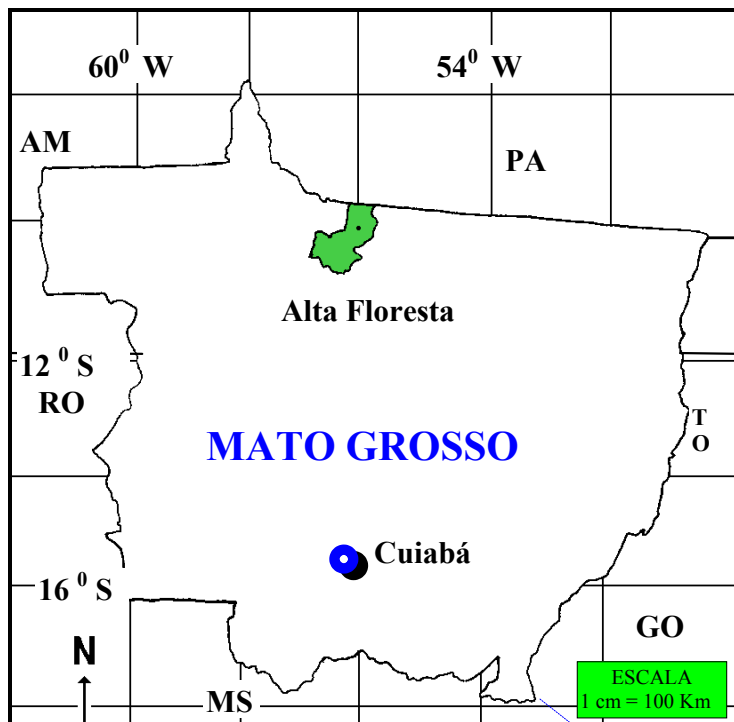 60⁰ W
54⁰ W
AM
PA
Alta Floresta
12 ⁰ S
RO
T
O
MATO GROSSO
Cuiabá
16 ⁰ S
GO
N
MS
ESCALA
1 cm = 100 Km